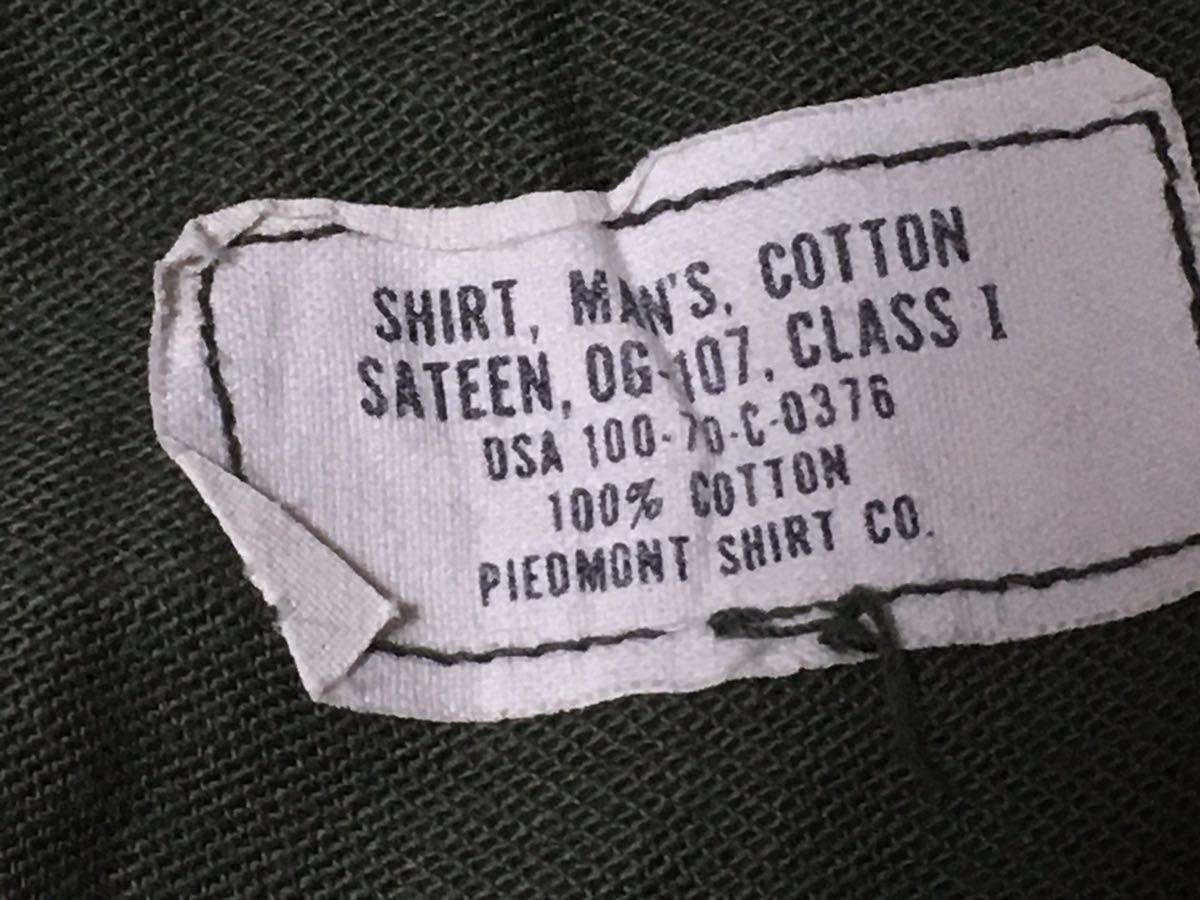 SHIRT, MAN'S, COTTON
SATEEN, OG-107, CLASS I
DSA 100-70-C-0376
100% COTTON
PIEDMONT SHIRT CO.